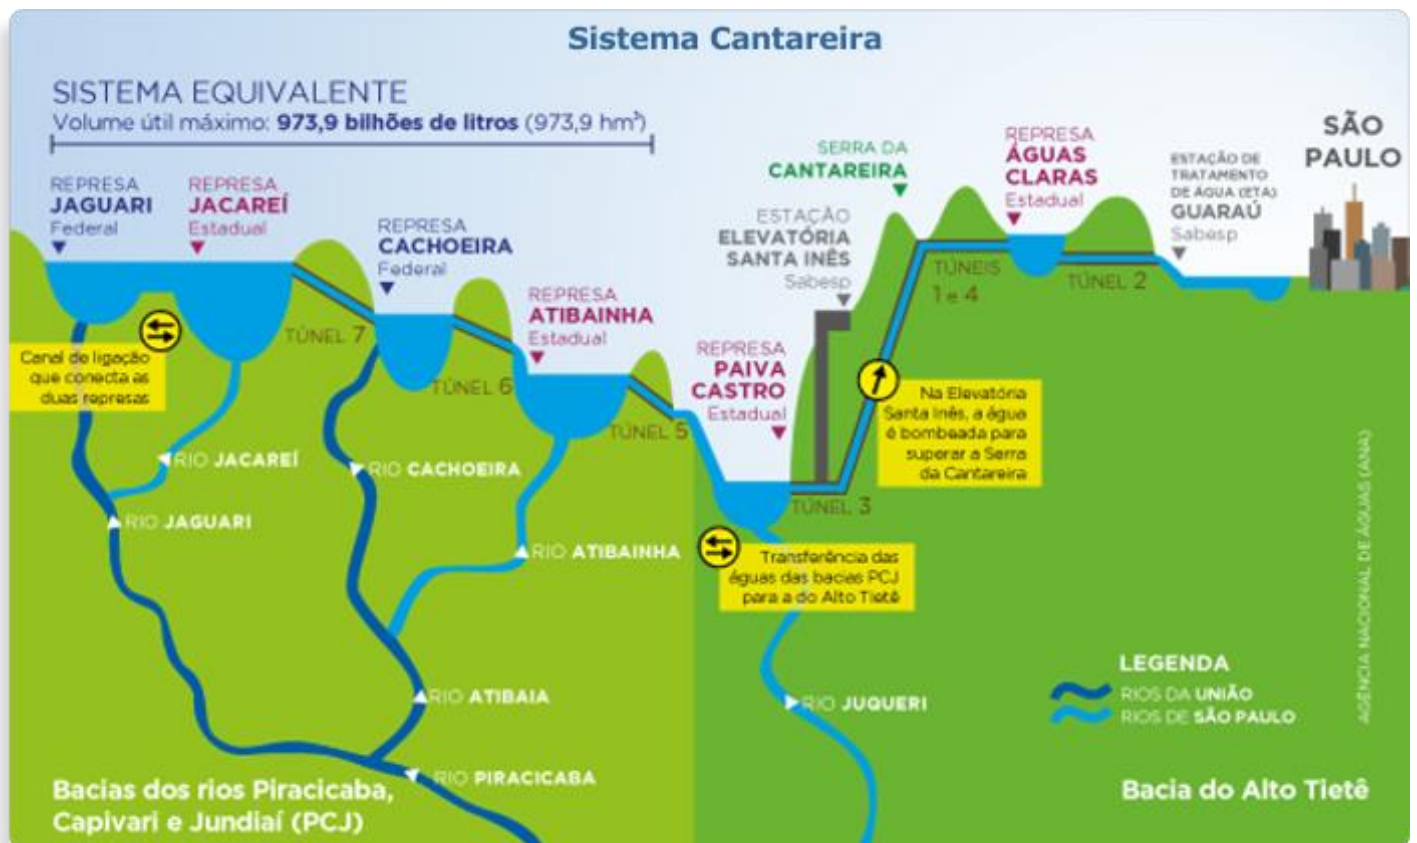 Sistema Cantareira
SISTEMA EQUIVALENTE
Volume útil máximo: 973,9 bilhões de litros (973,9 hm³)
REPRESA
JAGUARI
Federal
REPRESA
JACAREÍ
Estadual
REPRESA
CACHOEIRA
Federal
REPRESA
ATIBAINHA
Estadual
REPRESA
PAIVA
CASTRO
Estadual
ESTAÇÃO
ELEVATÓRIA
SANTA INÊS
Sabesp
SERRA DA
CANTAREIRA
REPRESA
ÁGUAS
CLARAS
Estadual
ESTAÇÃO DE
TRATAMENTO
DE ÁGUA (ETA)
GUARAÚ
Sabesp
SÃO
PAULO
TÚNEL 7
TÚNEL 6
TÚNEL 5
TÚNEL 3
TÚNEIS
1 e 4
TÚNEL 2
Canal de ligação
que conecta as
duas represas
Na Elevatória
Santa Inês, a água
é bombeada para
superar a Serra
da Cantareira
Transferência das
águas das bacias PCJ
para a do Alto Tietê
RIO JACAREÍ
RIO CACHOEIRA
RIO JAGUARI
RIO ATIBAINHA
RIO ATIBAIA
RIO JUQUERI
RIO PIRACICABA
LEGENDA
RIOS DA UNIÃO
RIOS DE SÃO PAULO
Bacias dos rios Piracicaba,
Capivari e Jundiaí (PCJ)
Bacia do Alto Tietê
AGÊNCIA NACIONAL DE ÁGUAS (ANA)